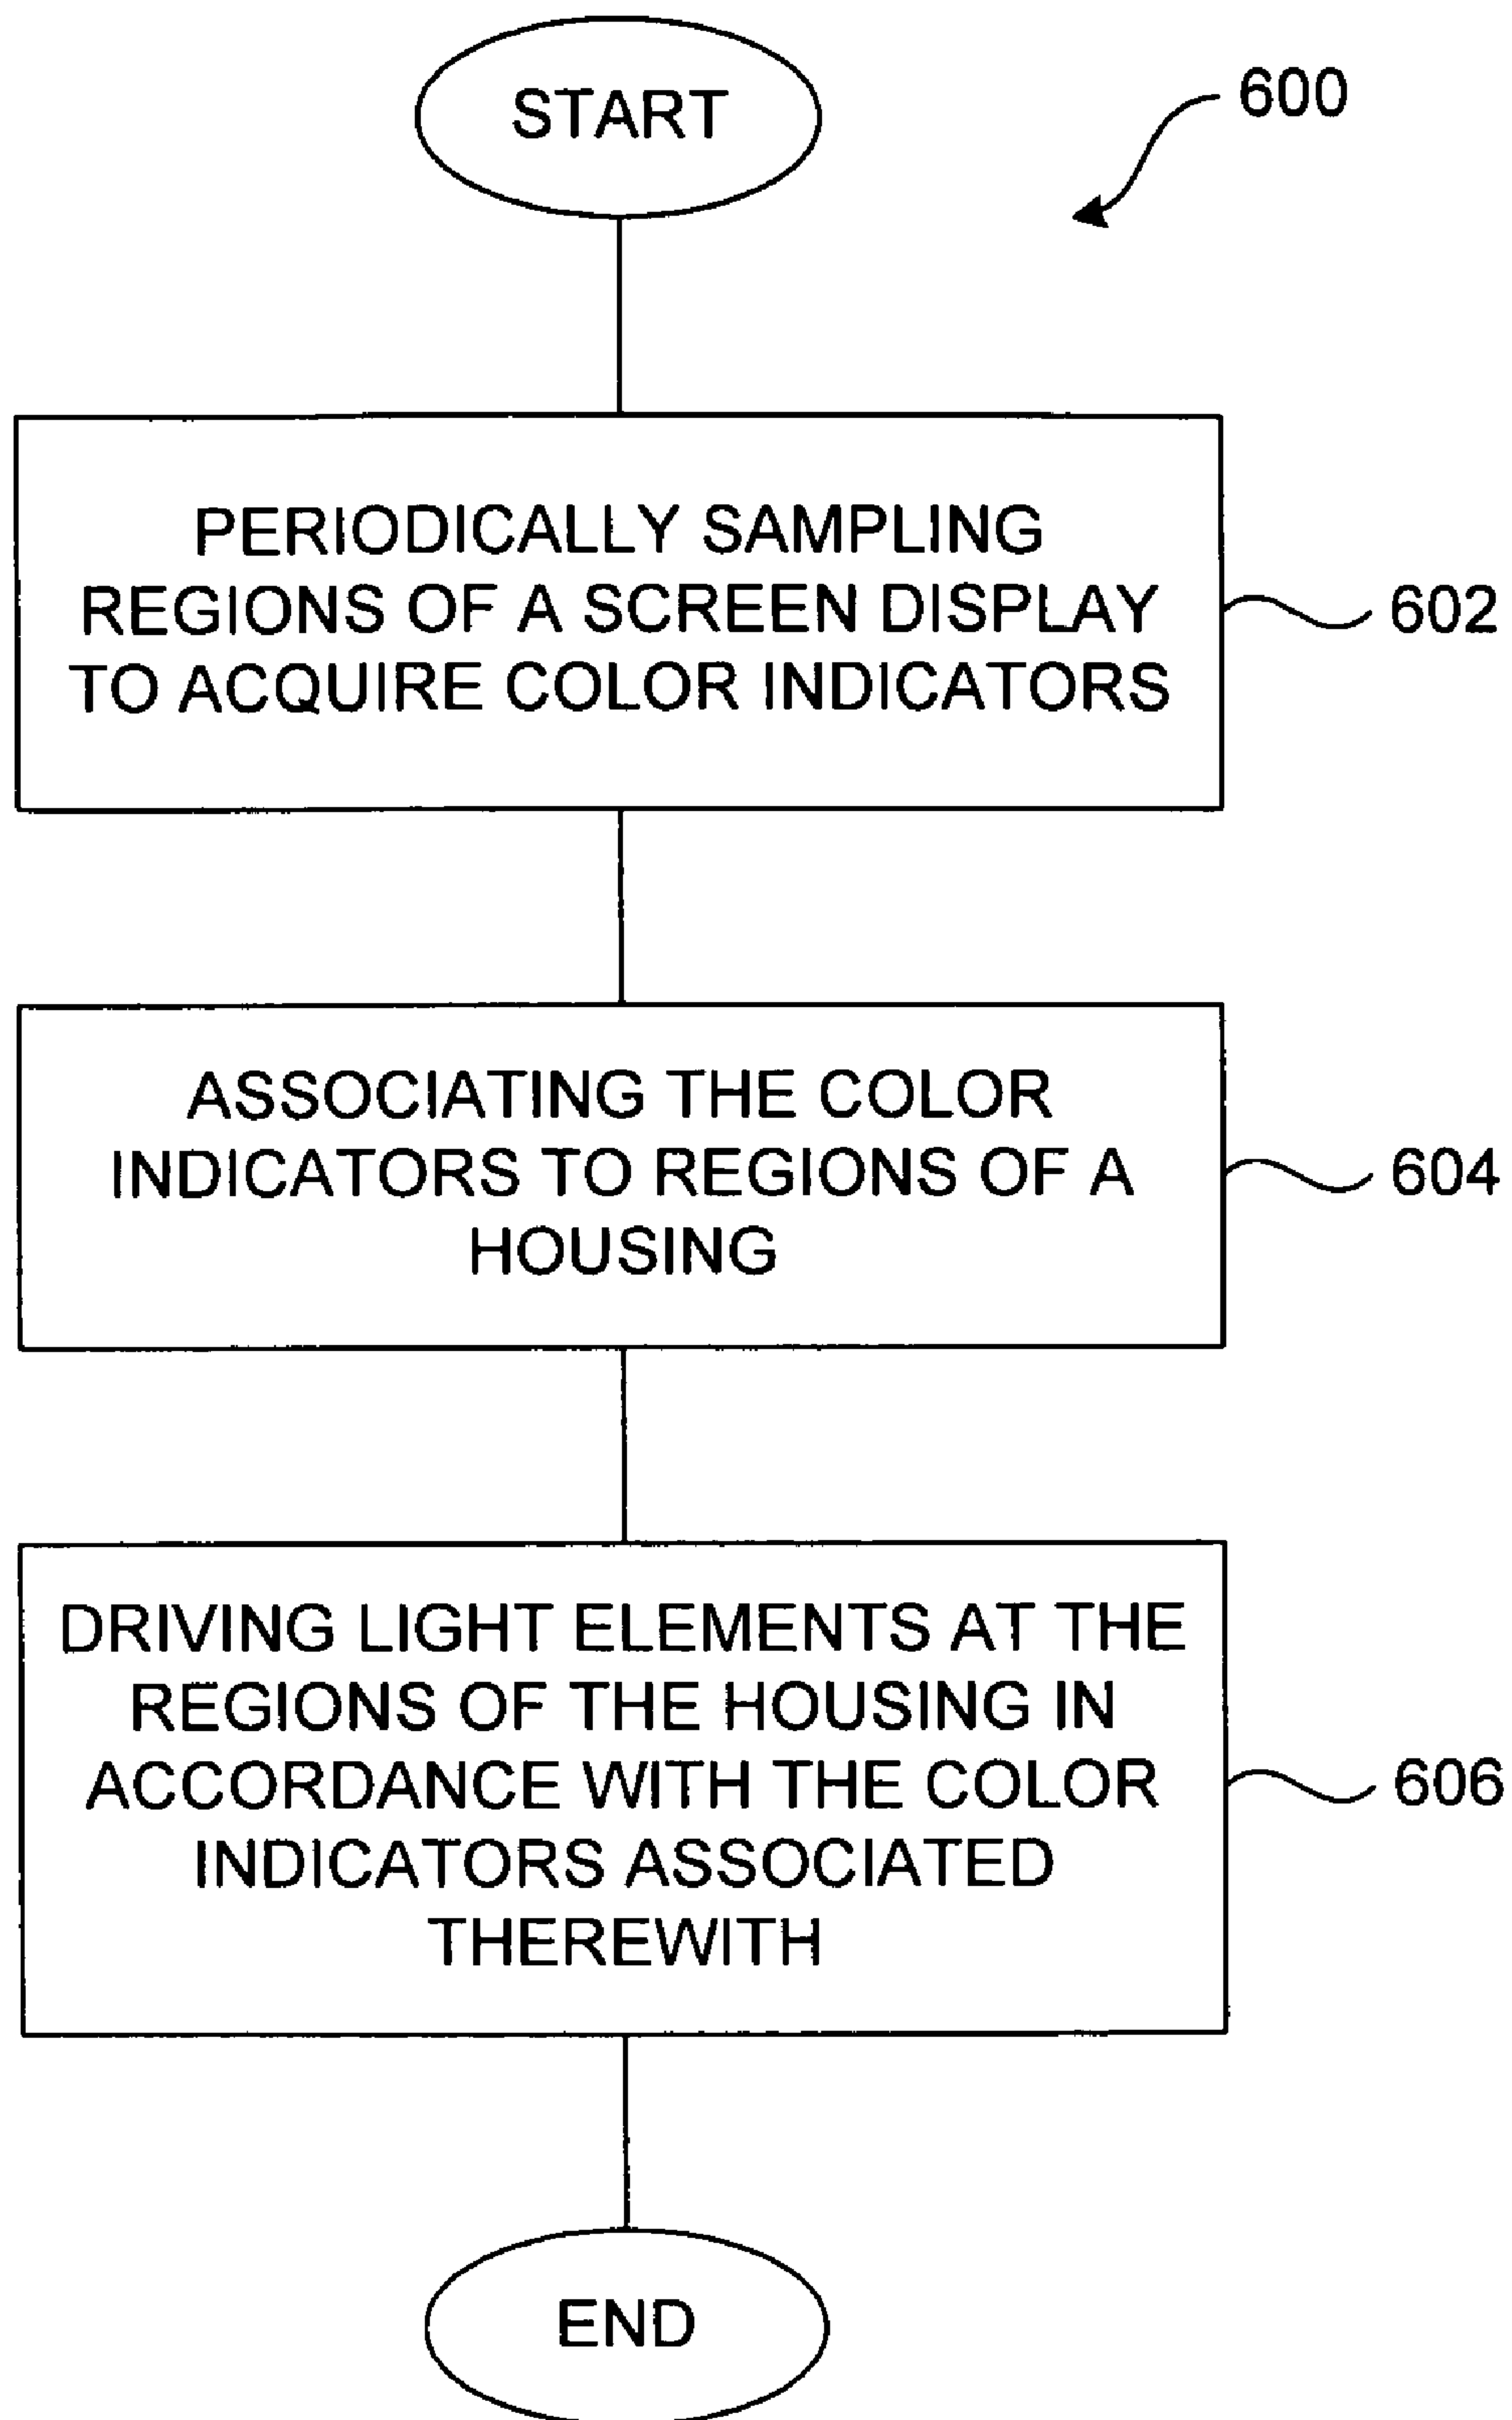 START
600
PERIODICALLY SAMPLING
REGIONS OF A SCREEN DISPLAY
TO ACQUIRE COLOR INDICATORS
602
ASSOCIATING THE COLOR
INDICATORS TO REGIONS OF A
HOUSING
604
DRIVING LIGHT ELEMENTS AT THE
REGIONS OF THE HOUSING IN
ACCORDANCE WITH THE COLOR
INDICATORS ASSOCIATED
THEREWITH
606
END